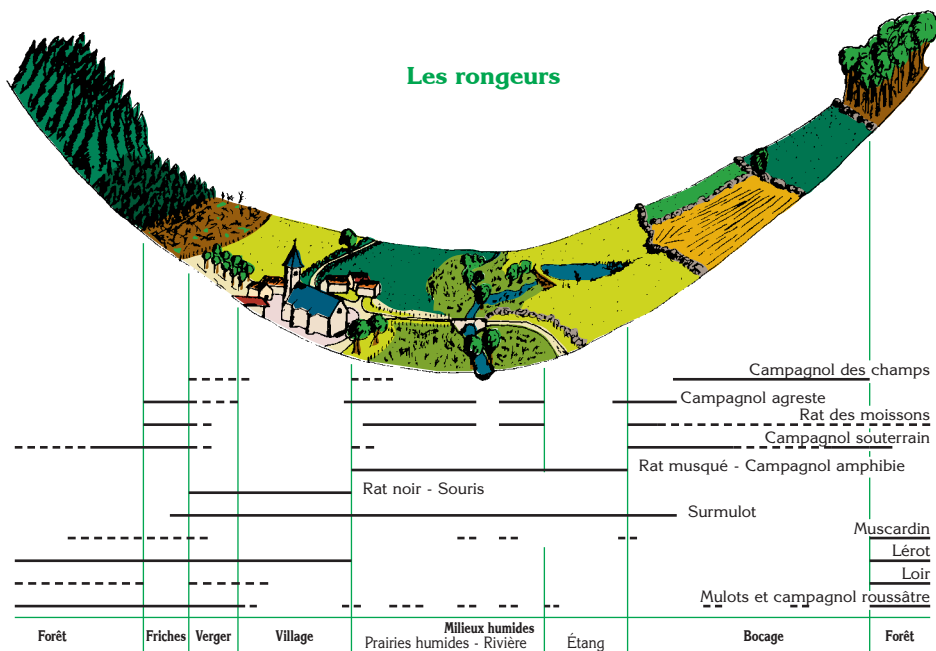 Les rongeurs
Campagnol des champs
Campagnol agreste
Rat des moissons
Campagnol souterrain
Rat musqué - Campagnol amphibie
Rat noir - Souris
Surmulot
Muscardin
Lérot
Loir
Mulots et campagnol roussâtre
Forêt
Friches
Verger
Village
Milieux humides
Prairies humides - Rivière
Étang
Bocage
Forêt